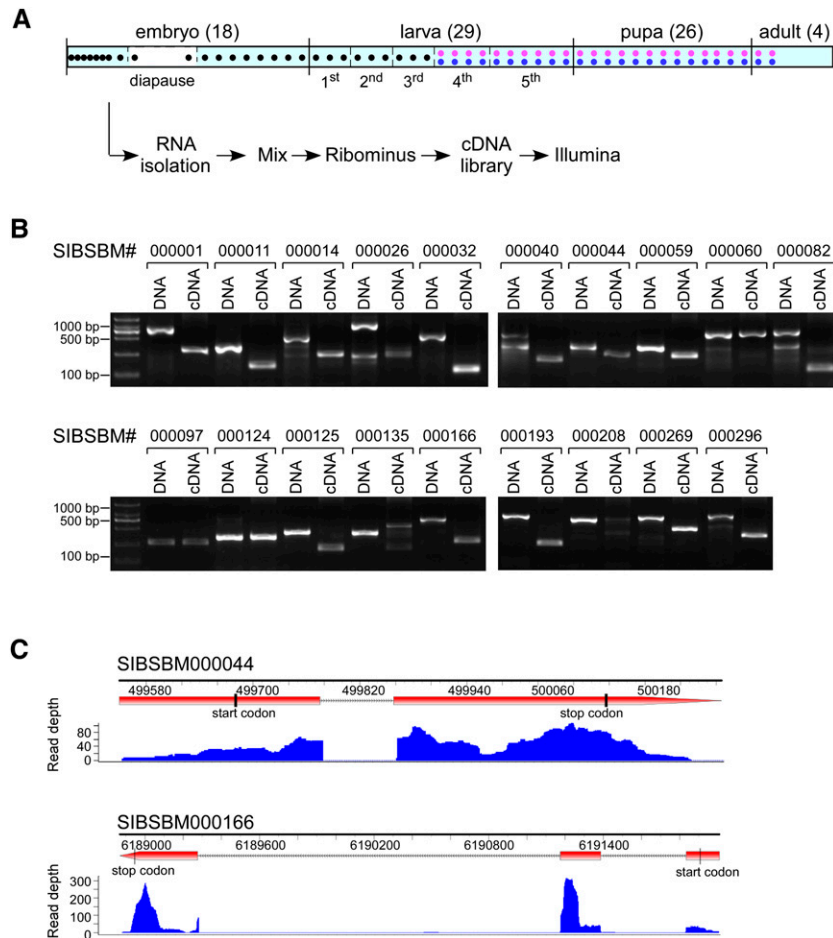 A
embryo (18) larva (29) pupa (26) adult (4)
diapause 1st 2nd 3rd 4th 5th
RNA isolation Mix Ribominus cDNA library Illumina
B
SIBSBM# 000001 000011 000014 000026 000032 000040 000044 000059 000060 000082
DNA cDNA DNA cDNA DNA cDNA DNA cDNA DNA cDNA DNA cDNA DNA cDNA DNA cDNA DNA cDNA DNA cDNA
1000 bp
500 bp
100 bp
SIBSBM# 000097 000124 000125 000135 000166 000193 000208 000269 000296
DNA cDNA DNA cDNA DNA cDNA DNA cDNA DNA cDNA DNA cDNA DNA cDNA DNA cDNA DNA cDNA
1000 bp
500 bp
100 bp
C
SIBSBM000044
499580 499700 499820 499940 500060 500180
start codon stop codon
Read depth
80
40
0
SIBSBM000166
6189000 6189600 6190200 6190800 6191400
stop codon start codon
Read depth
300
200
100
0